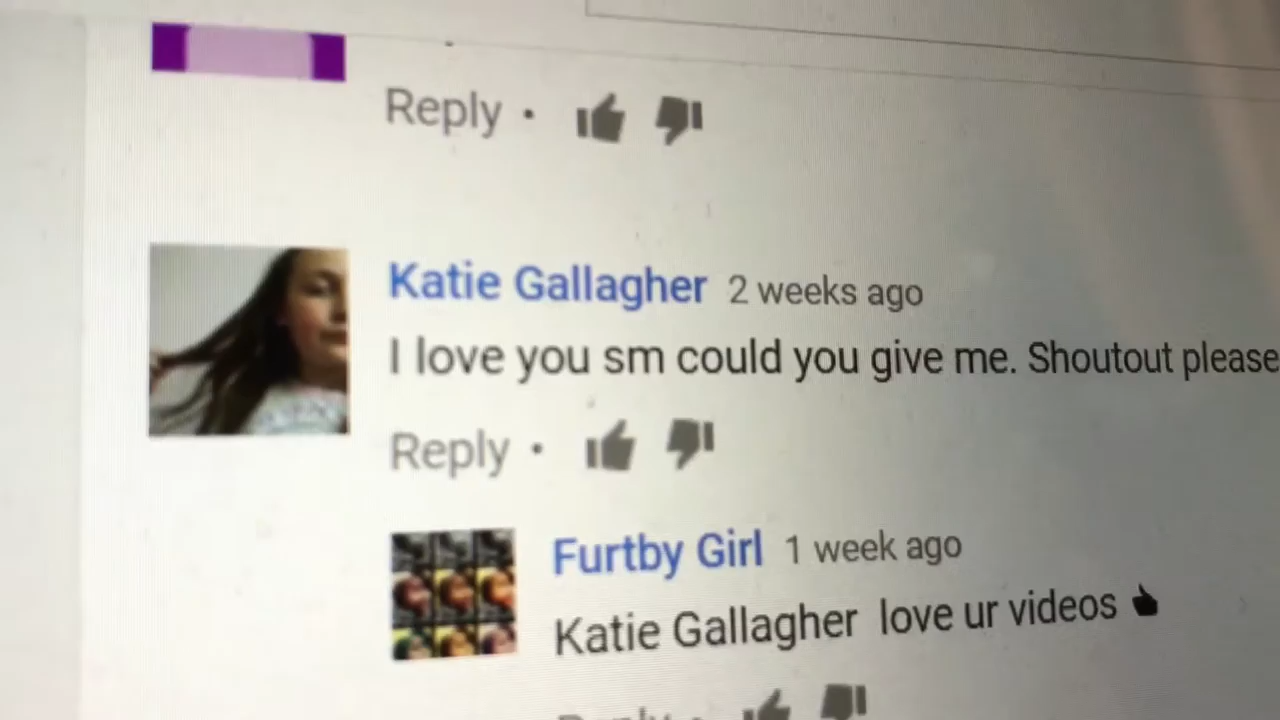 Reply •
Katie Gallagher 2 weeks ago
I love you sm could you give me. Shoutout please
Reply •
Furtby Girl 1 week ago
Katie Gallagher love ur videos
Reply •